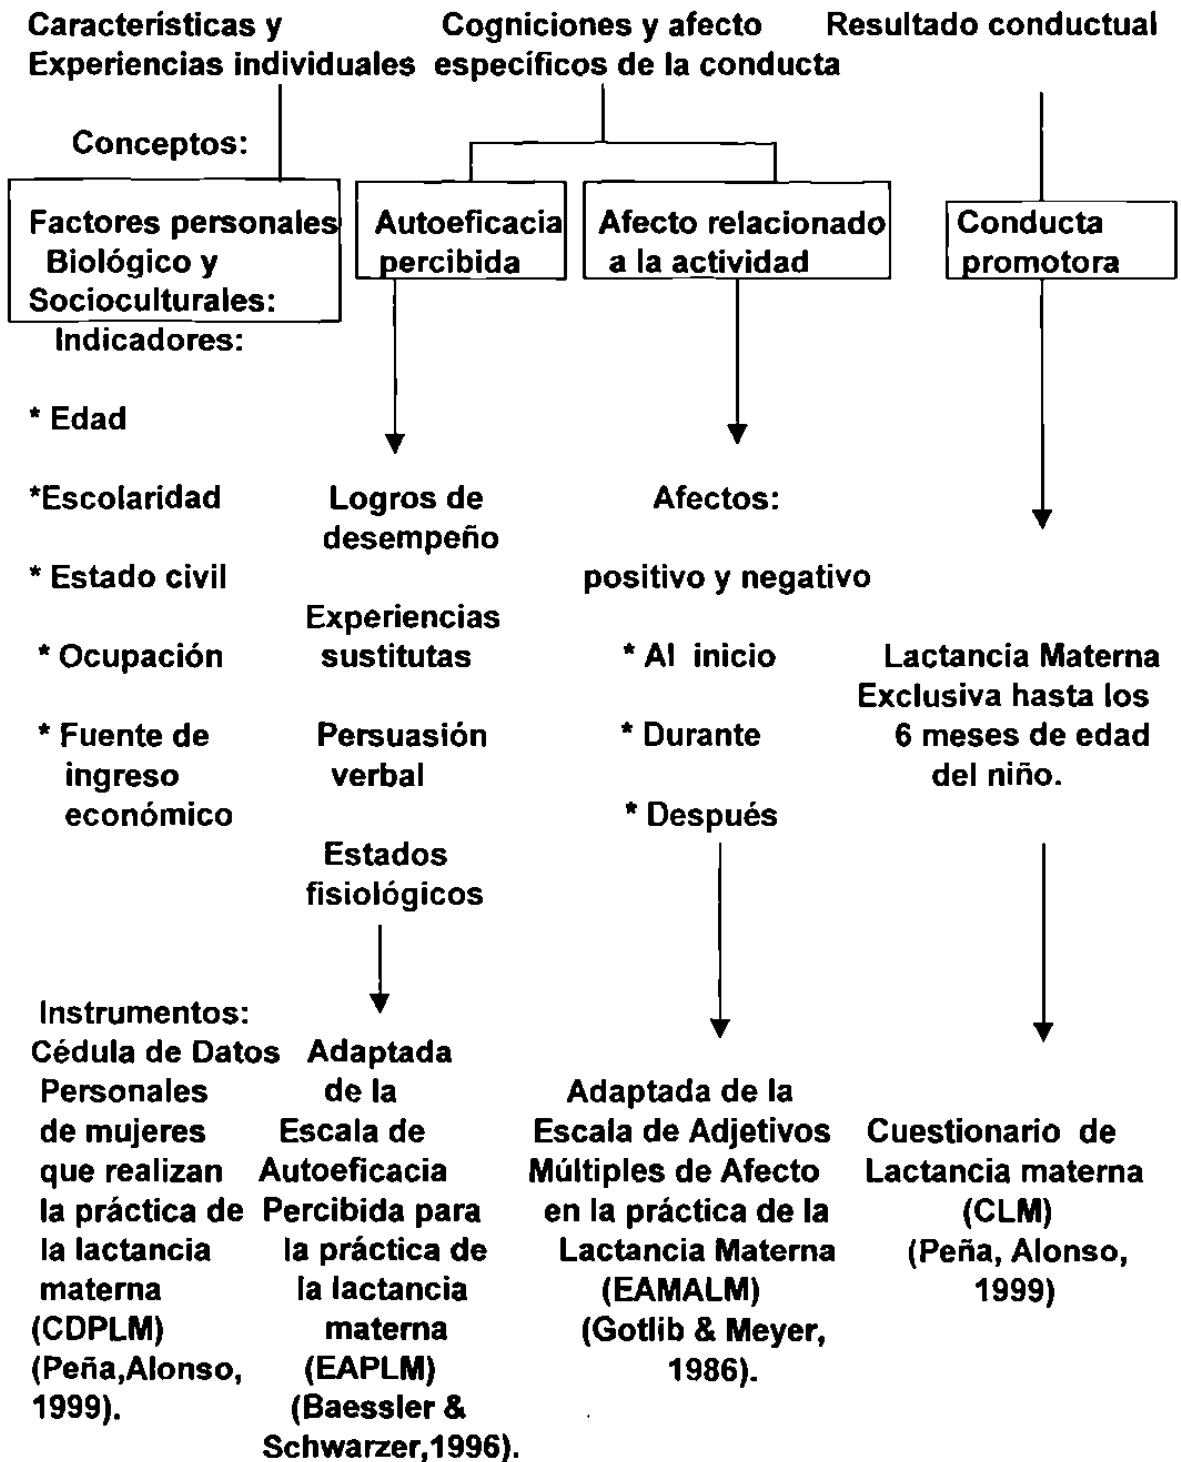 Características y
Experiencias individuales
Cogniciones y afecto
específicos de la conducta
Resultado conductual
Conceptos:
Factores personales
Biológico y
Socioculturales:
Autoeficacia
percibida
Afecto relacionado
a la actividad
Conducta
promotora
Indicadores:
* Edad
*Escolaridad
* Estado civil
* Ocupación
* Fuente de
ingreso
económico
Logros de
desempeño
Experiencias
sustitutas
Persuasión
verbal
Estados
fisiológicos
Afectos:
positivo y negativo
* Al inicio
* Durante
* Después
Lactancia Materna
Exclusiva hasta los
6 meses de edad
del niño.
Instrumentos:
Cédula de Datos
Personales
de mujeres
que realizan
la práctica de
la lactancia
materna
(CDPLM)
(Peña,Alonso,
1999).
Adaptada
de la
Escala de
Autoeficacia
Percibida para
la práctica de
la lactancia
materna
(EAPLM)
(Baessler &
Schwarzer,1996).
Adaptada de la
Escala de Adjetivos
Múltiples de Afecto
en la práctica de la
Lactancia Materna
(EAMALM)
(Gotlib & Meyer,
1986).
Cuestionario de
Lactancia materna
(CLM)
(Peña, Alonso,
1999)